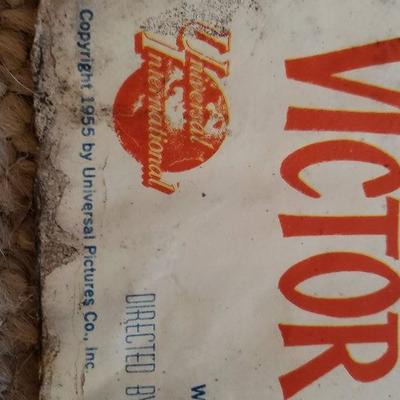 VICTOR
Universal
International
DIRECTED BY
W
Copyright 1955 by Universal Pictures Co., Inc.